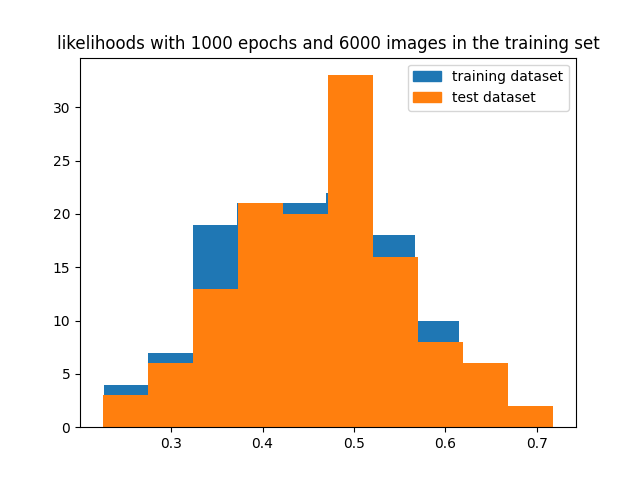 likelihoods with 1000 epochs and 6000 images in the training set
training dataset
test dataset
30
25
20
15
10
5
0
0.3 0.4 0.5 0.6 0.7